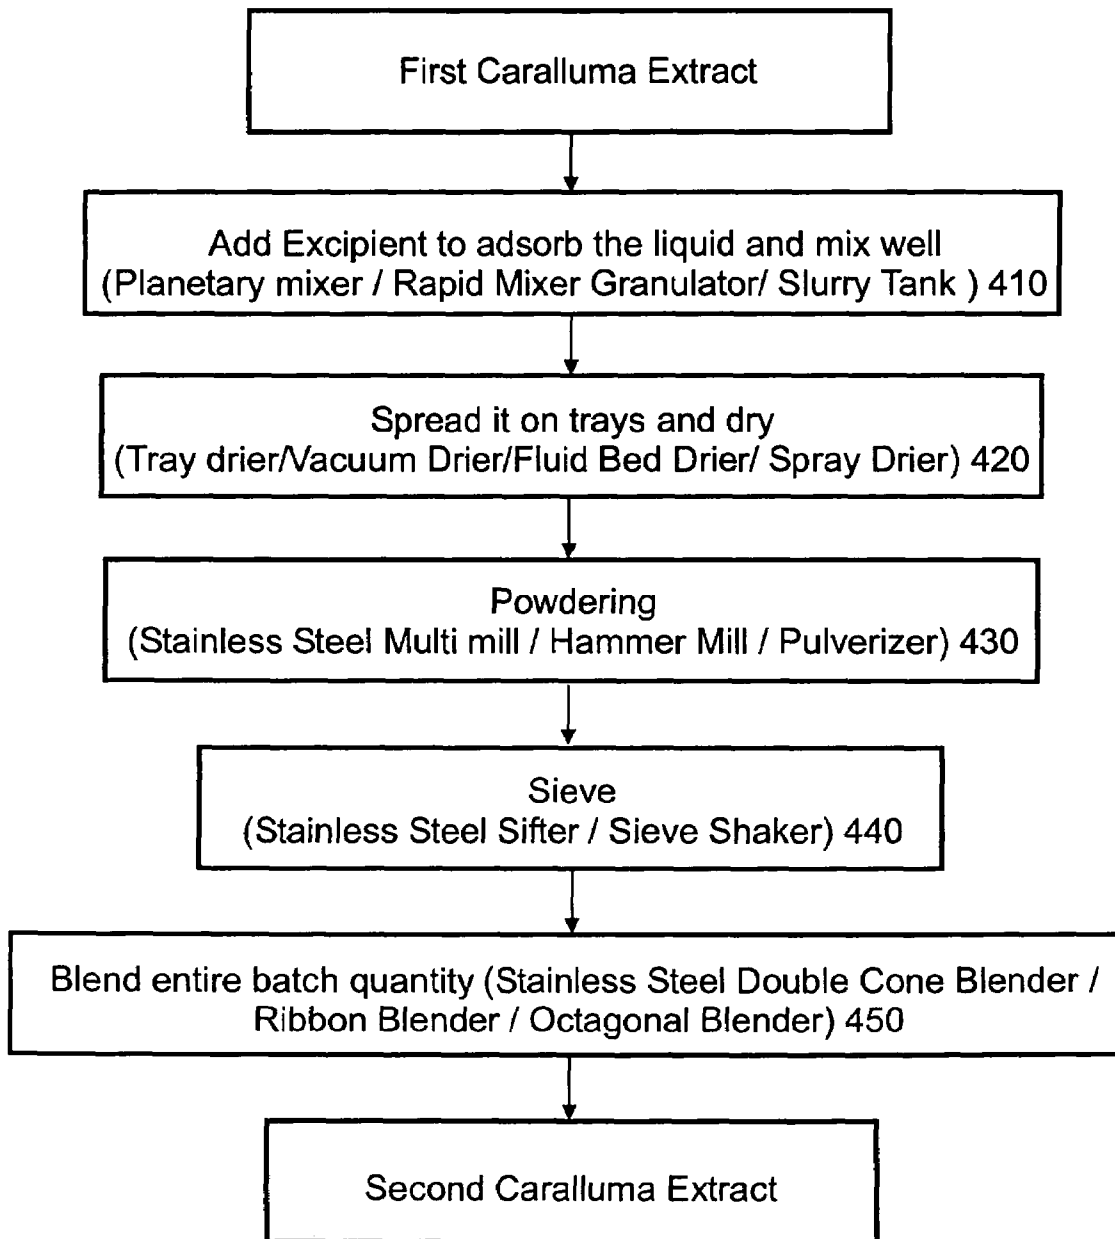 First Caralluma Extract
Add Excipient to adsorb the liquid and mix well
(Planetary mixer / Rapid Mixer Granulator/ Slurry Tank ) 410
Spread it on trays and dry
(Tray drier/Vacuum Drier/Fluid Bed Drier/ Spray Drier) 420
Powdering
(Stainless Steel Multi mill / Hammer Mill / Pulverizer) 430
Sieve
(Stainless Steel Sifter / Sieve Shaker) 440
Blend entire batch quantity (Stainless Steel Double Cone Blender /
Ribbon Blender / Octagonal Blender) 450
Second Caralluma Extract